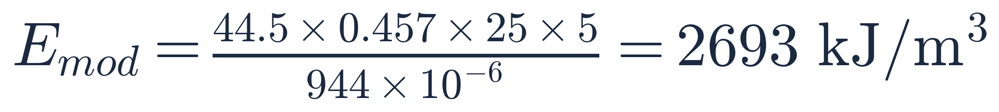 E_{mod} = \frac{44.5 \times 0.457 \times 25 \times 5}{944 \times 10^{-6}} = 2693 kJ/m^3